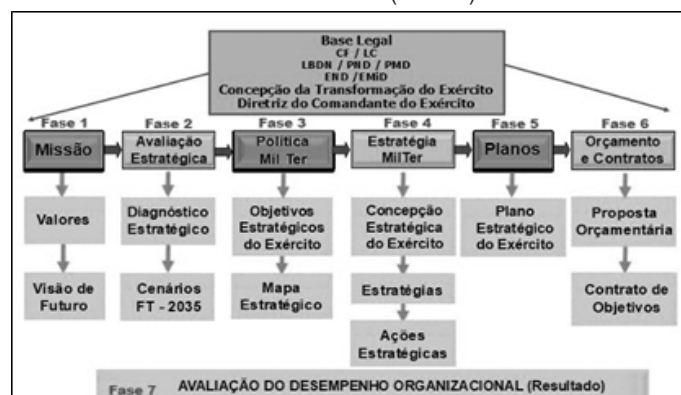 Base Legal
CF / LC
LBDN / PND / PMD
END /EMiD
Concepção da Transformação do Exército
Diretriz do Comandante do Exército
Fase 1
Fase 2
Fase 3
Fase 4
Fase 5
Fase 6
Missão
Avaliação
Estratégica
Política
Mil Ter
Estratégia
MilTer
Planos
Orçamento
e Contratos
Valores
Diagnóstico
Estratégico
Objetivos
Estratégicos
do Exército
Concepção
Estratégica
do Exército
Plano
Estratégico
do Exército
Proposta
Orçamentária
Visão de
Futuro
Cenários
FT - 2035
Mapa
Estratégico
Estratégias
Contrato de
Objetivos
Ações
Estratégicas
Fase 7
AVALIAÇÃO DO DESEMPENHO ORGANIZACIONAL (Resultado)